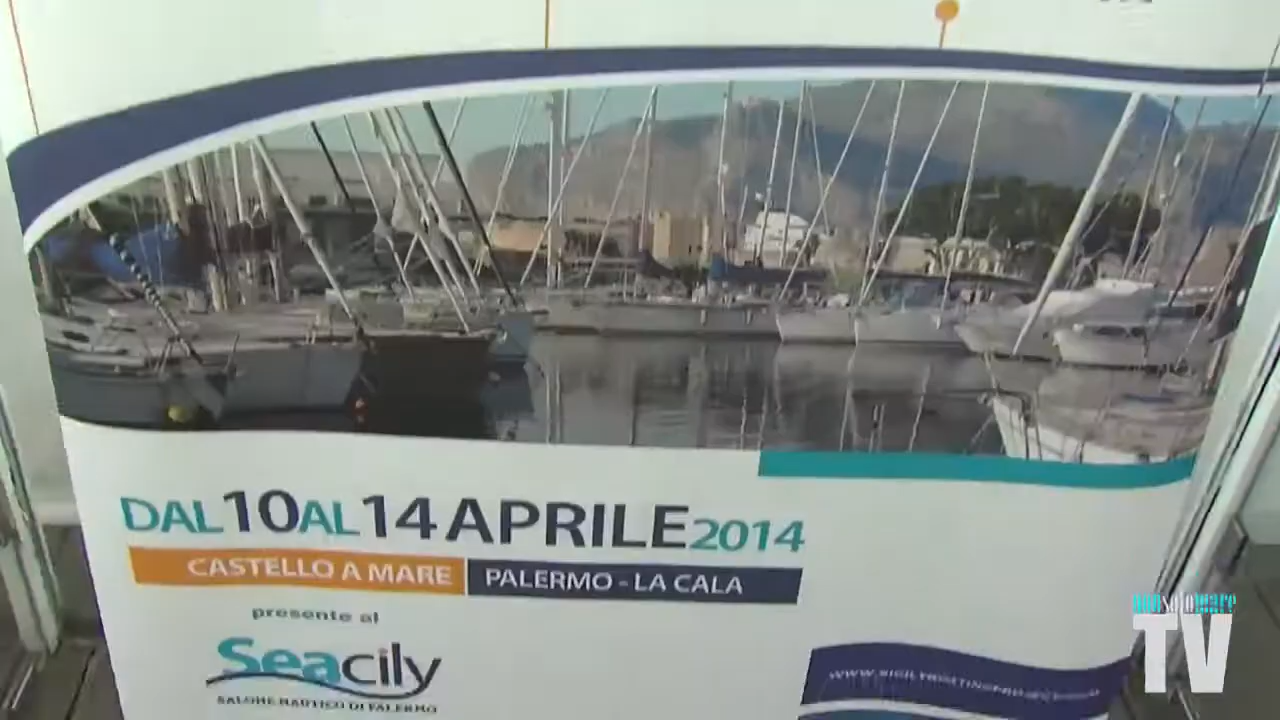 DAL 10 AL 14 APRILE 2014
CASTELLO A MARE PALERMO - LA CALA
presente al
Seacily
SALONE NAUTICO DI PALERMO
nonsolomare
TV